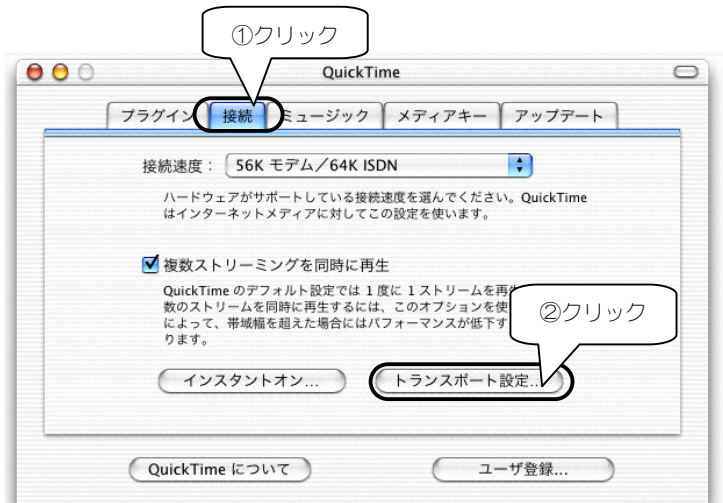 ①クリック
QuickTime
プラグイン 接続 ミュージック メディアキー アップデート
接続速度： 56K モデム／64K ISDN
ハードウェアがサポートしている接続速度を選んでください。QuickTime
はインターネットメディアに対してこの設定を使います。
複数ストリーミングを同時に再生
QuickTime のデフォルト設定では 1 度に 1 ストリームを再
数のストリームを同時に再生するには、このオプションを使
によって、帯域幅を超えた場合にはパフォーマンスが低下す
ります。
②クリック
インスタントオン... トランスポート設定...
QuickTime について ユーザ登録...